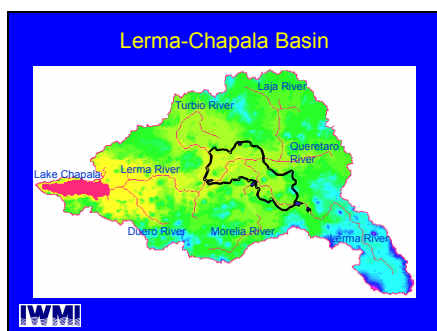 Lerma-Chapala Basin
Laja River
Turbio River
Queretaro
River
Lake Chapala
Lerma River
Duero River
Morelia River
Lerma River
IWMI